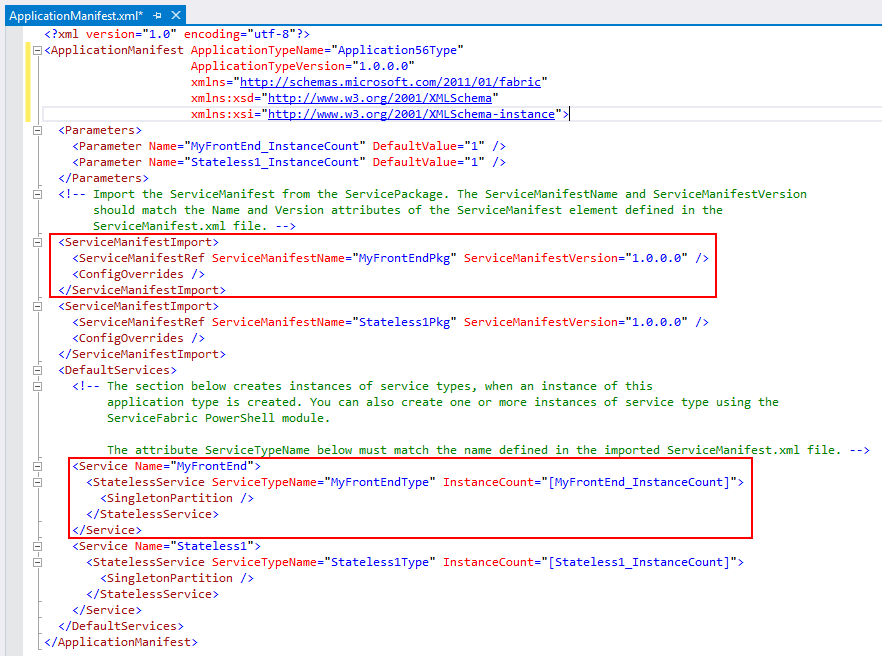 ApplicationManifest.xml*
<?xml version="1.0" encoding="utf-8"?>
<ApplicationManifest ApplicationTypeName="Application56Type"
ApplicationTypeVersion="1.0.0.0"
xmlns="http://schemas.microsoft.com/2011/01/fabric"
xmlns:xsd="http://www.w3.org/2001/XMLSchema"
xmlns:xsi="http://www.w3.org/2001/XMLSchema-instance">
<Parameters>
<Parameter Name="MyFrontEnd_InstanceCount" DefaultValue="1" />
<Parameter Name="Stateless1_InstanceCount" DefaultValue="1" />
</Parameters>
<!-- Import the ServiceManifest from the ServicePackage. The ServiceManifestName and ServiceManifestVersion
should match the Name and Version attributes of the ServiceManifest element defined in the
ServiceManifest.xml file. -->
<ServiceManifestImport>
<ServiceManifestRef ServiceManifestName="MyFrontEndPkg" ServiceManifestVersion="1.0.0.0" />
<ConfigOverrides />
</ServiceManifestImport>
<ServiceManifestImport>
<ServiceManifestRef ServiceManifestName="Stateless1Pkg" ServiceManifestVersion="1.0.0.0" />
<ConfigOverrides />
</ServiceManifestImport>
<DefaultServices>
<!-- The section below creates instances of service types, when an instance of this
application type is created. You can also create one or more instances of service type using the
ServiceFabric PowerShell module.
The attribute ServiceTypeName below must match the name defined in the imported ServiceManifest.xml file. -->
<Service Name="MyFrontEnd">
<StatelessService ServiceTypeName="MyFrontEndType" InstanceCount="[MyFrontEnd_InstanceCount]">
<SingletonPartition />
</StatelessService>
</Service>
<Service Name="Stateless1">
<StatelessService ServiceTypeName="Stateless1Type" InstanceCount="[Stateless1_InstanceCount]">
<SingletonPartition />
</StatelessService>
</Service>
</DefaultServices>
</ApplicationManifest>